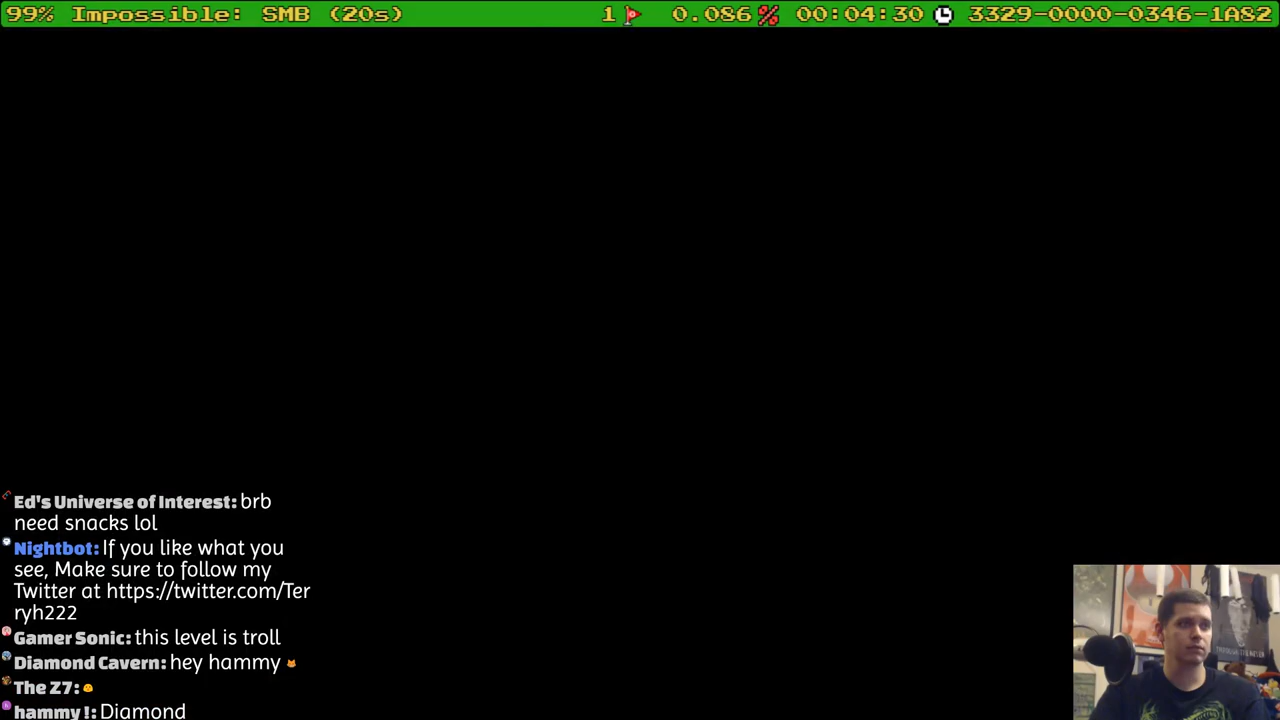 99% Impossible: SMB (20s) 1 0.086% 00:04:30 3329-0000-0346-1A82
Ed's Universe of Interest: brb
need snacks lol
Nightbot: If you like what you
see, Make sure to follow my
Twitter at https://twitter.com/Ter
ryh222
Gamer Sonic: this level is troll
Diamond Cavern: hey hammy
The Z7:
hammy !: Diamond